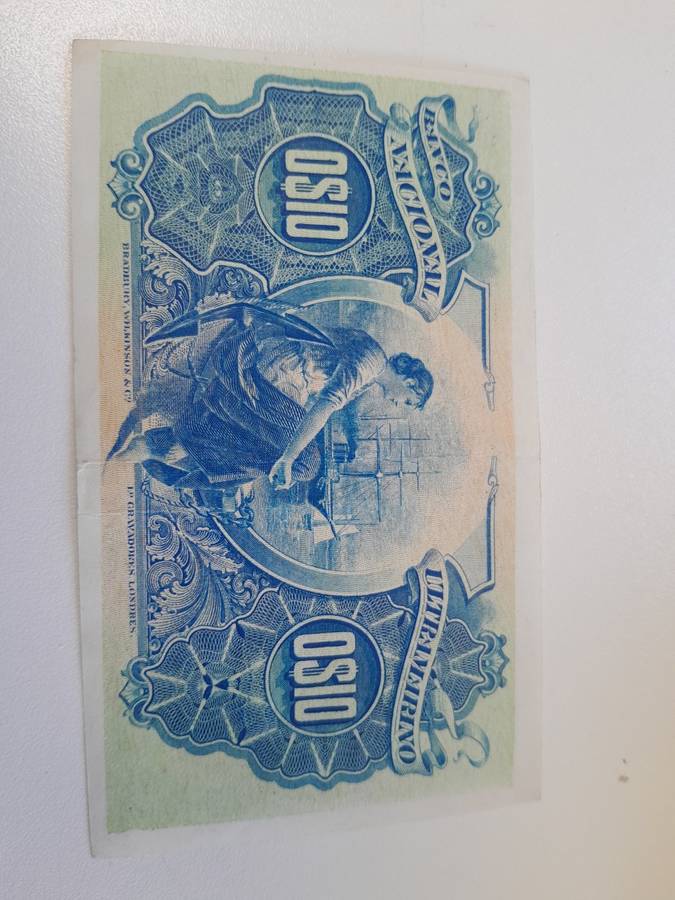 BANCO
NACIONAL
ULTRAMARINO
0$10
0$10
BRADBURY, WILKINSON & Cº
Lº GRAVADORES, LONDRES.